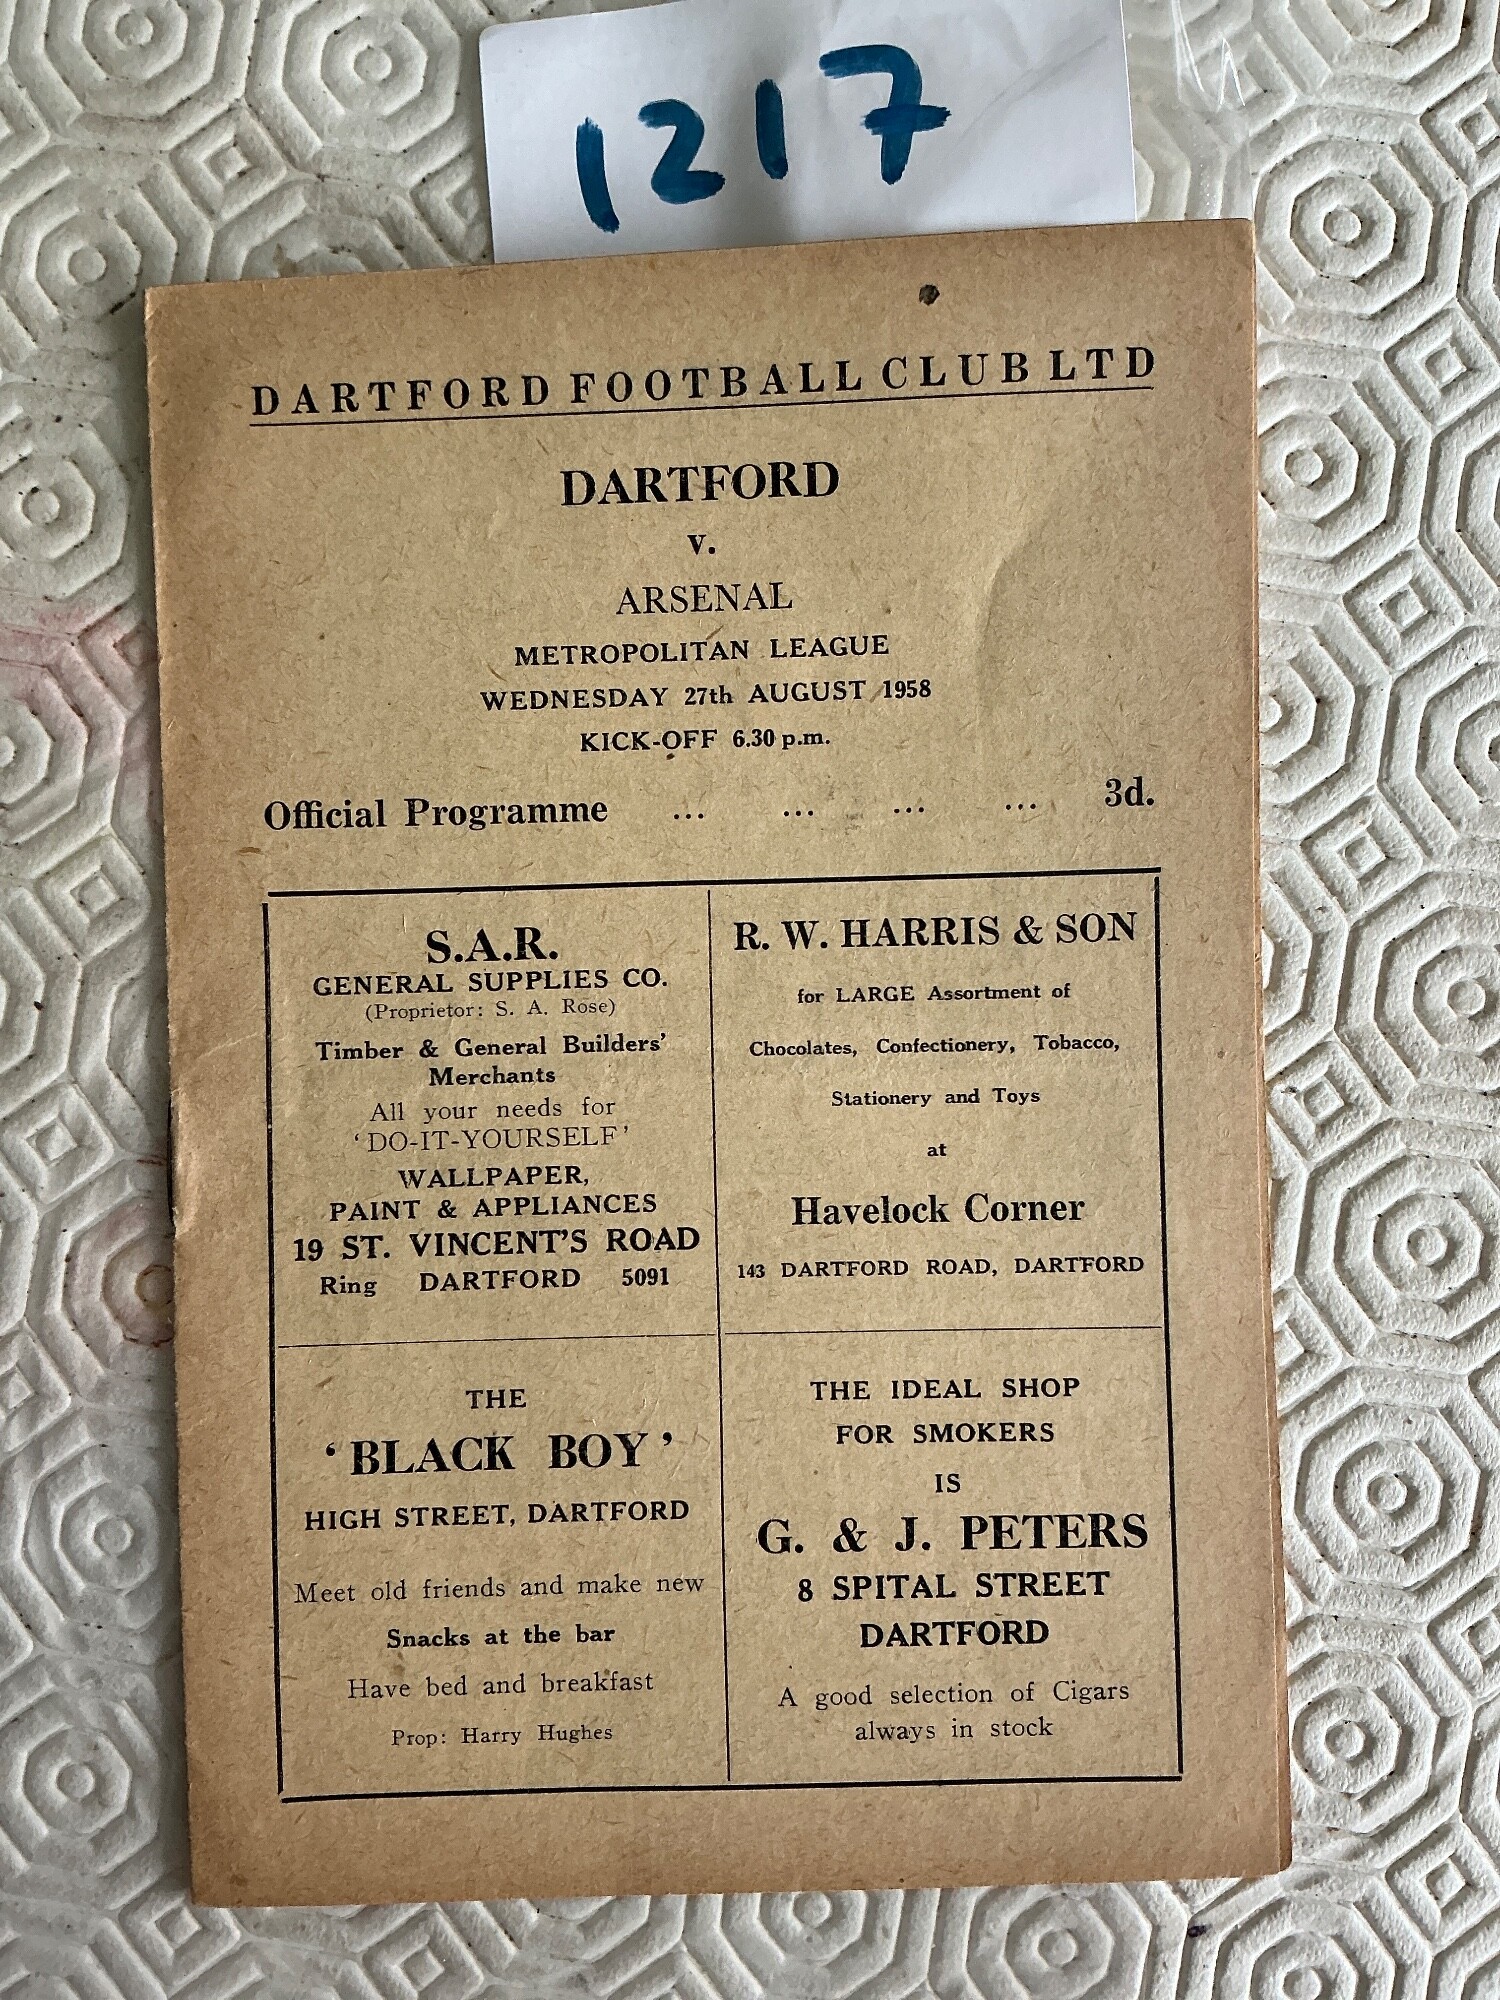 1217
DARTFORD FOOTBALL CLUB LTD
DARTFORD
v.
ARSENAL
METROPOLITAN LEAGUE
WEDNESDAY 27th AUGUST 1958
KICK-OFF 6.30 p.m.
Official Programme ... ... ... ... 3d.
S.A.R.
GENERAL SUPPLIES CO.
(Proprietor: S. A. Rose)
Timber & General Builders'
Merchants
All your needs for
'DO-IT-YOURSELF'
WALLPAPER,
PAINT & APPLIANCES
19 ST. VINCENT'S ROAD
Ring DARTFORD 5091
R. W. HARRIS & SON
for LARGE Assortment of
Chocolates, Confectionery, Tobacco,
Stationery and Toys
at
Havelock Corner
143 DARTFORD ROAD, DARTFORD
THE
'BLACK BOY'
HIGH STREET, DARTFORD
Meet old friends and make new
Snacks at the bar
Have bed and breakfast
Prop: Harry Hughes
THE IDEAL SHOP
FOR SMOKERS
IS
G. & J. PETERS
8 SPITAL STREET
DARTFORD
A good selection of Cigars
always in stock